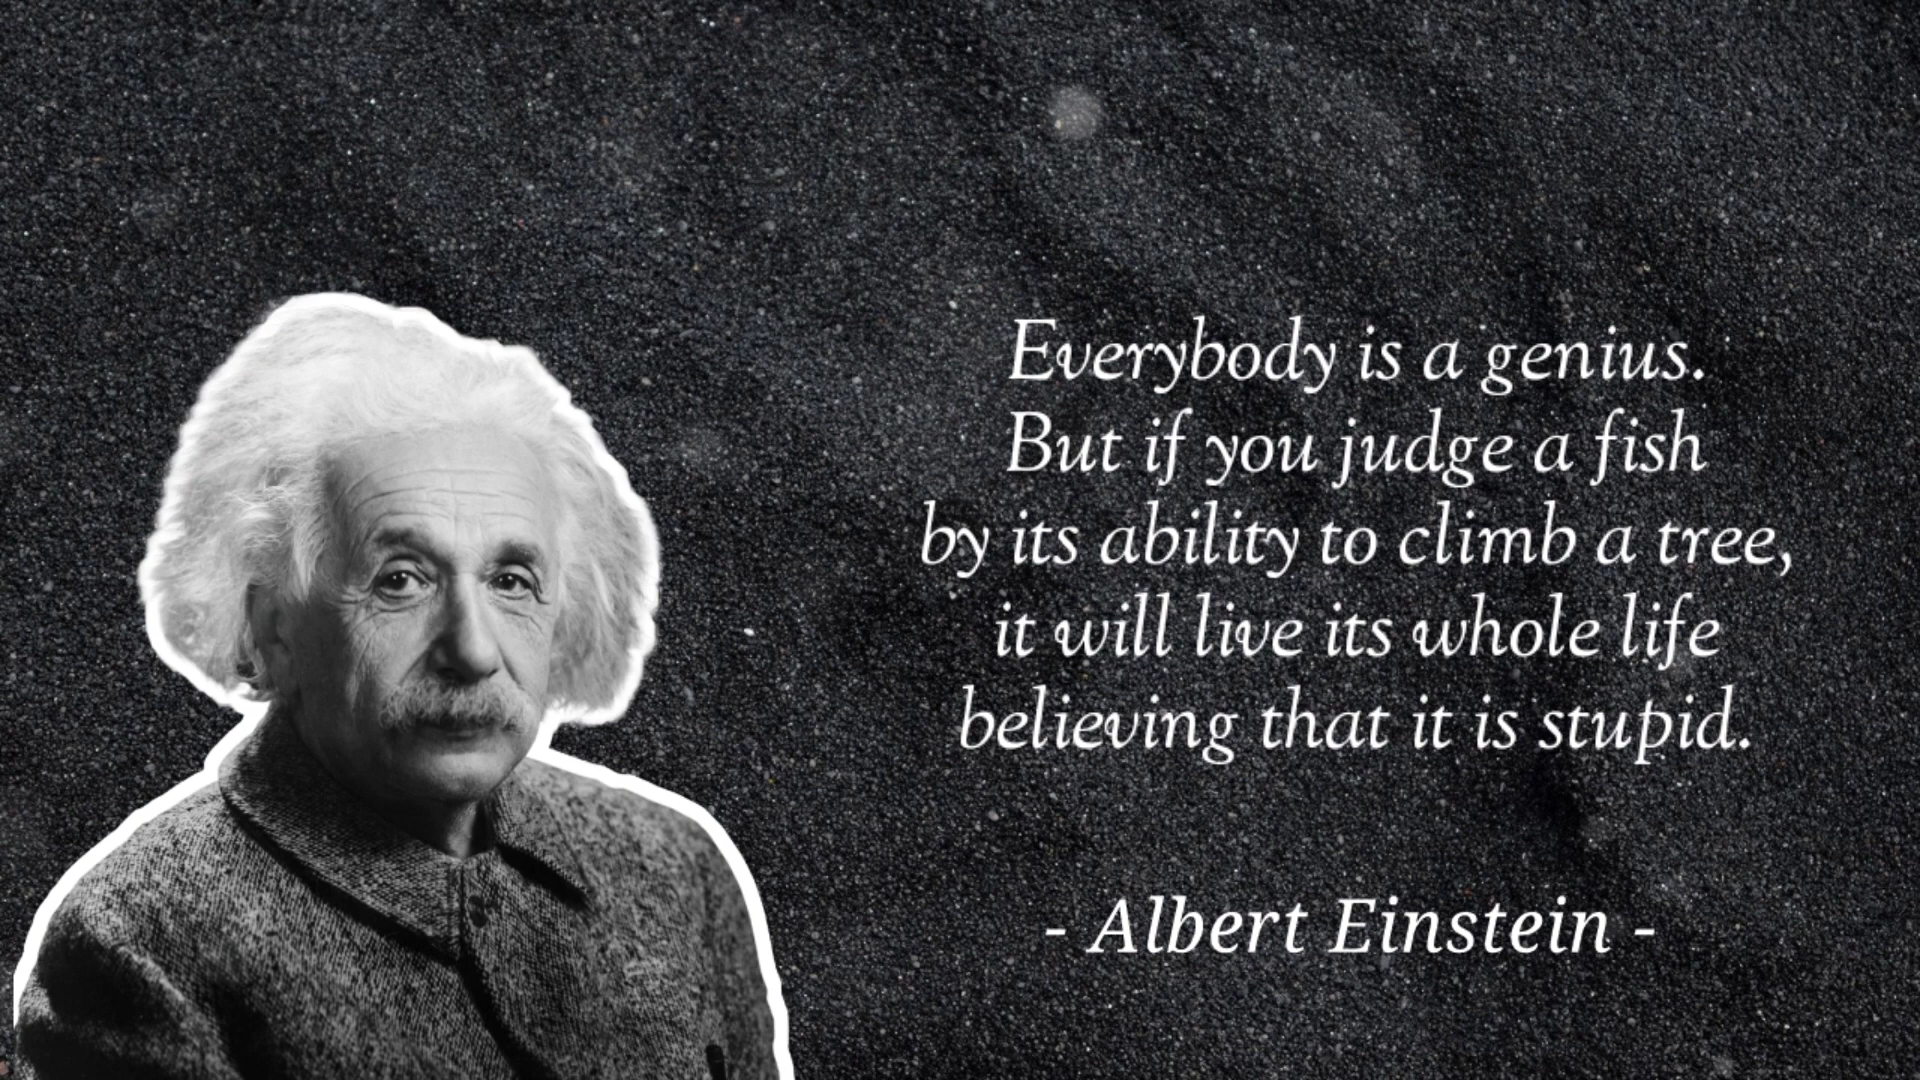 Everybody is a genius.
But if you judge a fish
by its ability to climb a tree,
it will live its whole life
believing that it is stupid.
- Albert Einstein -